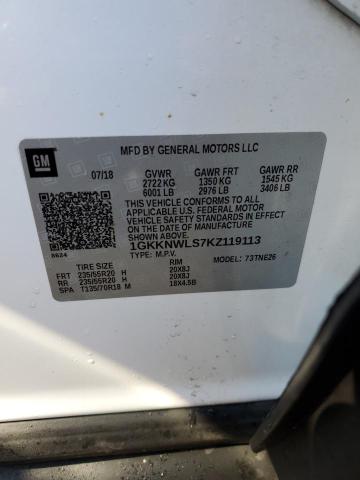 GM
MFD BY GENERAL MOTORS LLC
07/18
GVWR GAWR FRT GAWR RR
2722 KG 1350 KG 1545 KG
6001 LB 2976 LB 3406 LB
THIS VEHICLE CONFORMS TO ALL
APPLICABLE U.S. FEDERAL MOTOR
VEHICLE SAFETY STANDARDS IN EFFECT
ON THE DATE OF MANUFACTURE
SHOWN ABOVE.
1GKKNWLS7KZ119113
8624
TYPE: M.P.V. MODEL: 73TNE26
TIRE SIZE RIM
FRT 235/55R20 H 20X8J
RR 235/55R20 H 20X8J
SPA T135/70R18 M 18X4.5B